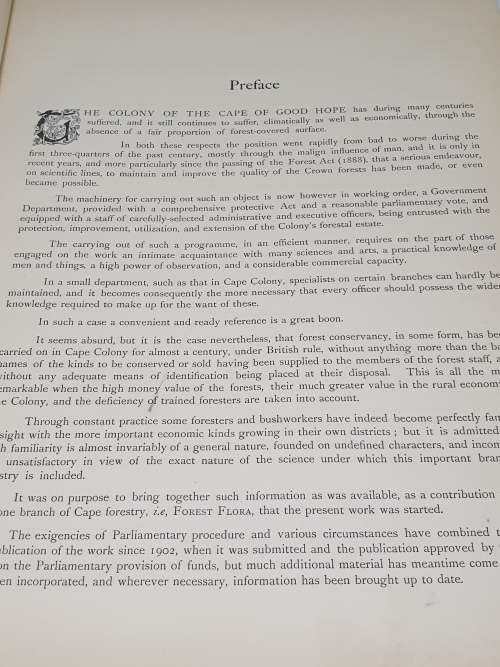 Preface
THE COLONY OF THE CAPE OF GOOD HOPE has during many centuries
suffered, and it still continues to suffer, climatically as well as economically, through the
absence of a fair proportion of forest-covered surface.
In both these respects the position went rapidly from bad to worse during the
first three-quarters of the past century, mostly through the malign influence of man, and it is only in
recent years, and more particularly since the passing of the Forest Act (1888), that a serious endeavour,
on scientific lines, to maintain and improve the quality of the Crown forests has been made, or even
became possible.
The machinery for carrying out such an object is now however in working order, a Government
Department, provided with a comprehensive protective Act and a reasonable parliamentary vote, and
equipped with a staff of carefully-selected administrative and executive officers, being entrusted with the
protection, improvement, utilization, and extension of the Colony's forestal estate.
The carrying out of such a programme, in an efficient manner, requires on the part of those
engaged on the work an intimate acquaintance with many sciences and arts, a practical knowledge of
men and things, a high power of observation, and a considerable commercial capacity.
In a small department, such as that in Cape Colony, specialists on certain branches can hardly be
maintained, and it becomes consequently the more necessary that every officer should possess the wider
knowledge required to make up for the want of these.
In such a case a convenient and ready reference is a great boon.
It seems absurd, but it is the case nevertheless, that forest conservancy, in some form, has bee
carried on in Cape Colony for almost a century, under British rule, without anything more than the ba
names of the kinds to be conserved or sold having been supplied to the members of the forest staff, a
without any adequate means of identification being placed at their disposal. This is all the m
emarkable when the high money value of the forests, their much greater value in the rural econom
e Colony, and the deficiency of trained foresters are taken into account.
Through constant practice some foresters and bushworkers have indeed become perfectly fam
sight with the more important economic kinds growing in their own districts; but it is admitted
h familiarity is almost invariably of a general nature, founded on undefined characters, and incom
unsatisfactory in view of the exact nature of the science under which this important bran
stry is included.
It was on purpose to bring together such information as was available, as a contribution
one branch of Cape forestry, i.e, FOREST FLORA, that the present work was started.
The exigencies of Parliamentary procedure and various circumstances have combined t
ublication of the work since 1902, when it was submitted and the publication approved by
on the Parliamentary provision of funds, but much additional material has meantime come
en incorporated, and wherever necessary, information has been brought up to date.